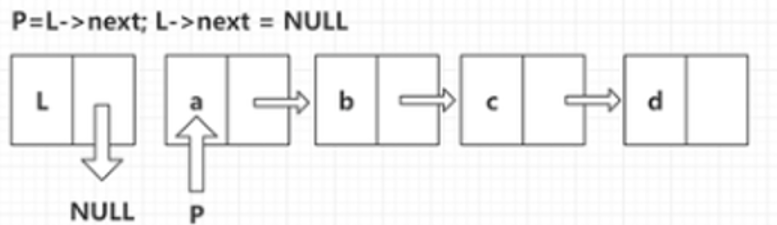 P=L->next; L->next = NULL
L a b c d
NULL P